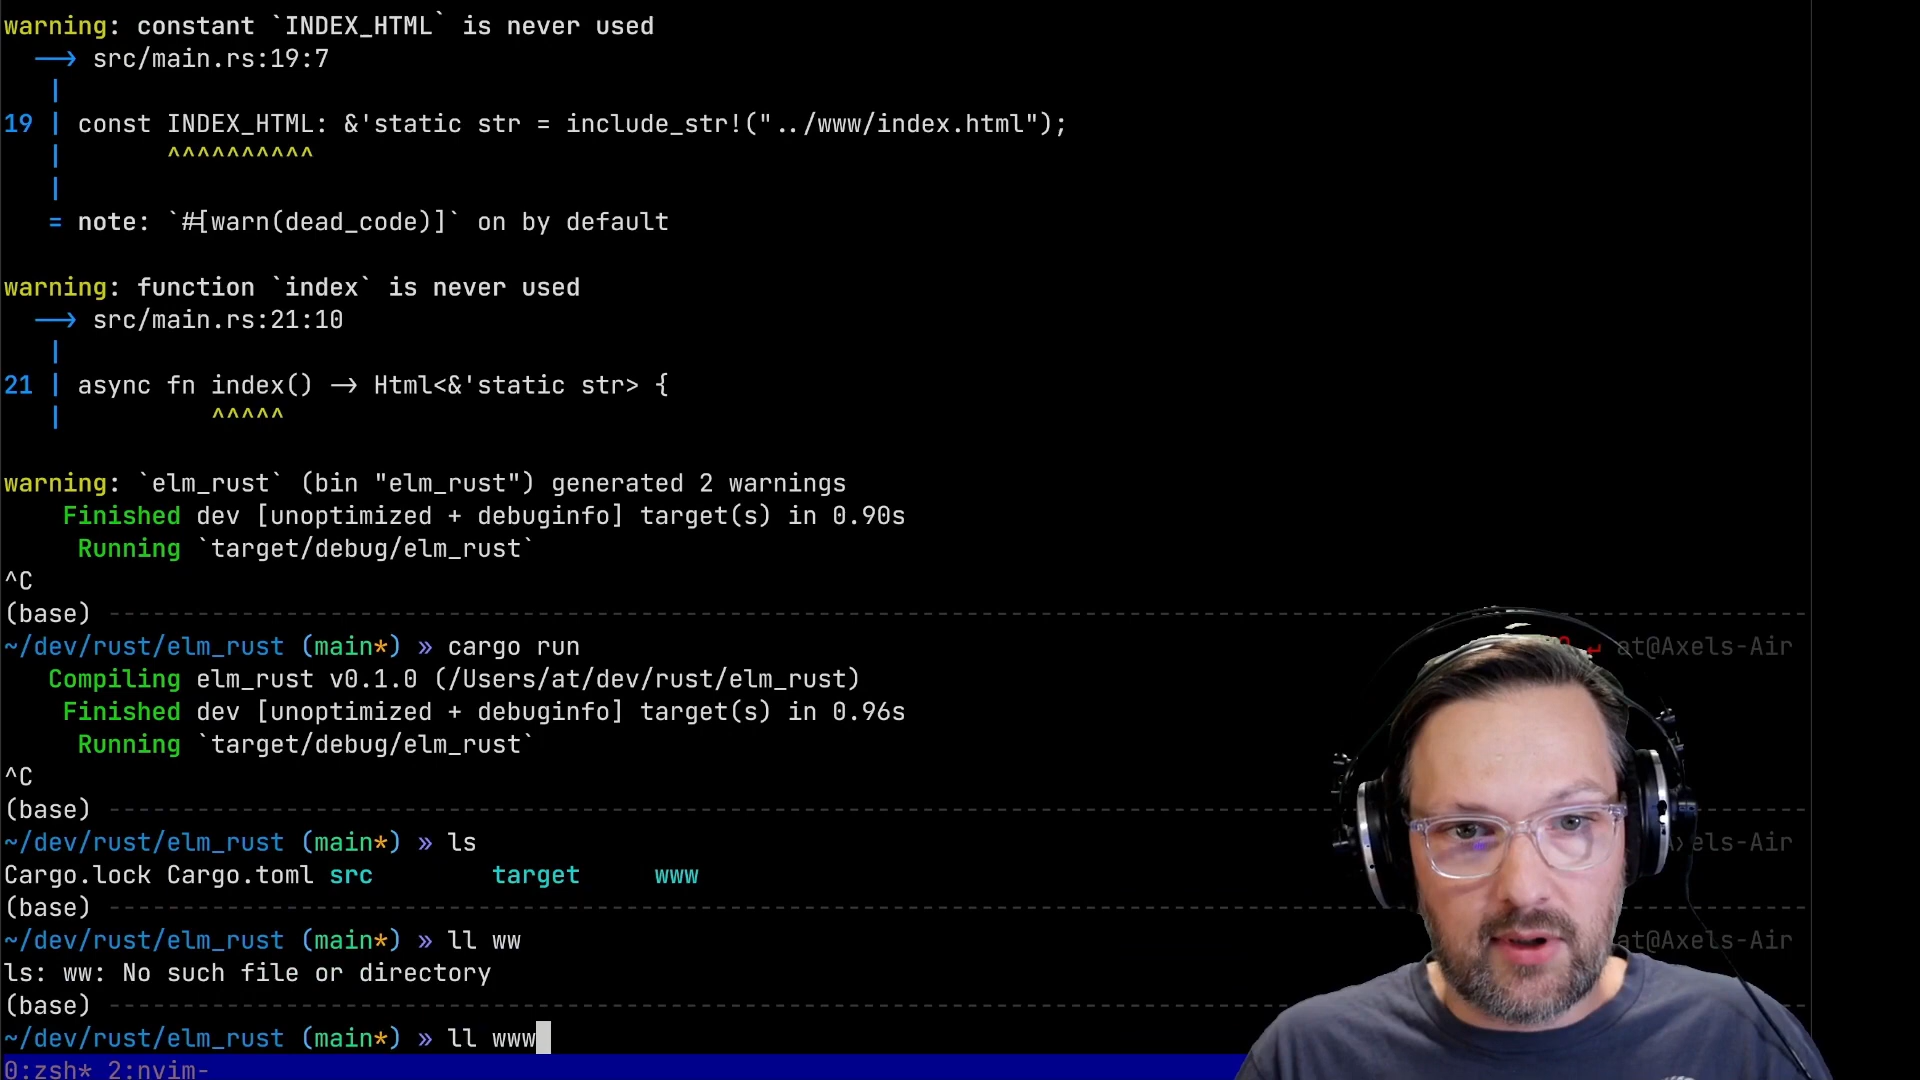 warning: constant `INDEX_HTML` is never used
--> src/main.rs:19:7
|
19 | const INDEX_HTML: &'static str = include_str!("../www/index.html");
| ^^^^^^^^^^
|
= note: `#[warn(dead_code)]` on by default
warning: function `index` is never used
--> src/main.rs:21:10
|
21 | async fn index() -> Html<&'static str> {
| ^^^^^
warning: `elm_rust` (bin "elm_rust") generated 2 warnings
Finished dev [unoptimized + debuginfo] target(s) in 0.90s
Running `target/debug/elm_rust`
^C
(base)
~/dev/rust/elm_rust (main*) » cargo run at@Axels-Air
Compiling elm_rust v0.1.0 (/Users/at/dev/rust/elm_rust)
Finished dev [unoptimized + debuginfo] target(s) in 0.96s
Running `target/debug/elm_rust`
^C
(base)
~/dev/rust/elm_rust (main*) » ls els-Air
Cargo.lock Cargo.toml src target www
(base)
~/dev/rust/elm_rust (main*) » ll ww at@Axels-Air
ls: ww: No such file or directory
(base)
~/dev/rust/elm_rust (main*) » ll www
0:zsh* 2:nvim-